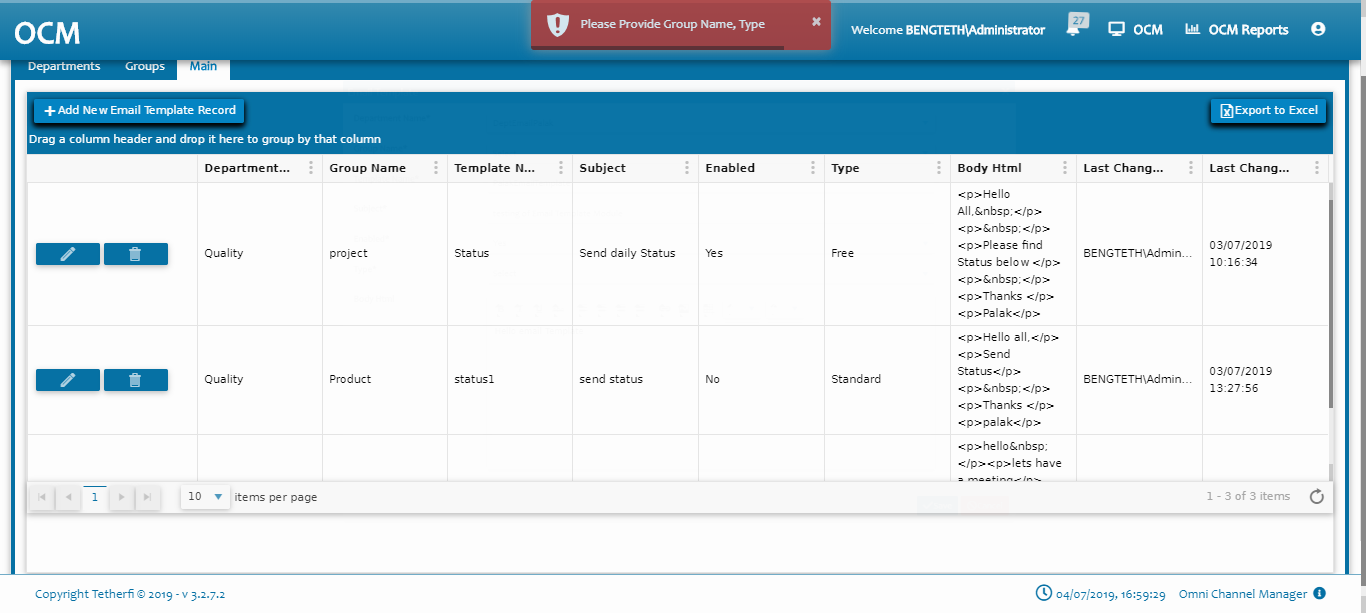 OCM
Please Provide Group Name, Type
Welcome BENGTETH\Administrator
27
OCM
OCM Reports
Departments
Groups
Main
Add New Email Template Record
Export to Excel
Drag a column header and drop it here to group by that column
Department...
Group Name
Template N...
Subject
Enabled
Type
Body Html
Last Chang...
Last Chang...
Quality
project
Status
Send daily Status
Yes
Free
<p>Hello
All,&nbsp;</p>
<p>&nbsp;</p>
<p>Please find
Status below </p>
<p>&nbsp;</p>
<p>Thanks </p>
<p>Palak</p>
BENGTETH\Admin...
03/07/2019
10:16:34
Quality
Product
status1
send status
No
Standard
<p>Hello all,</p>
<p>Send
Status</p>
<p>&nbsp;</p>
<p>Thanks </p>
<p>palak</p>
BENGTETH\Admin...
03/07/2019
13:27:56
<p>hello&nbsp;
</p><p>lets have
a meeting</p>
1
10
items per page
1 - 3 of 3 items
Copyright Tetherfi © 2019 - v 3.2.7.2
04/07/2019, 16:59:29
Omni Channel Manager